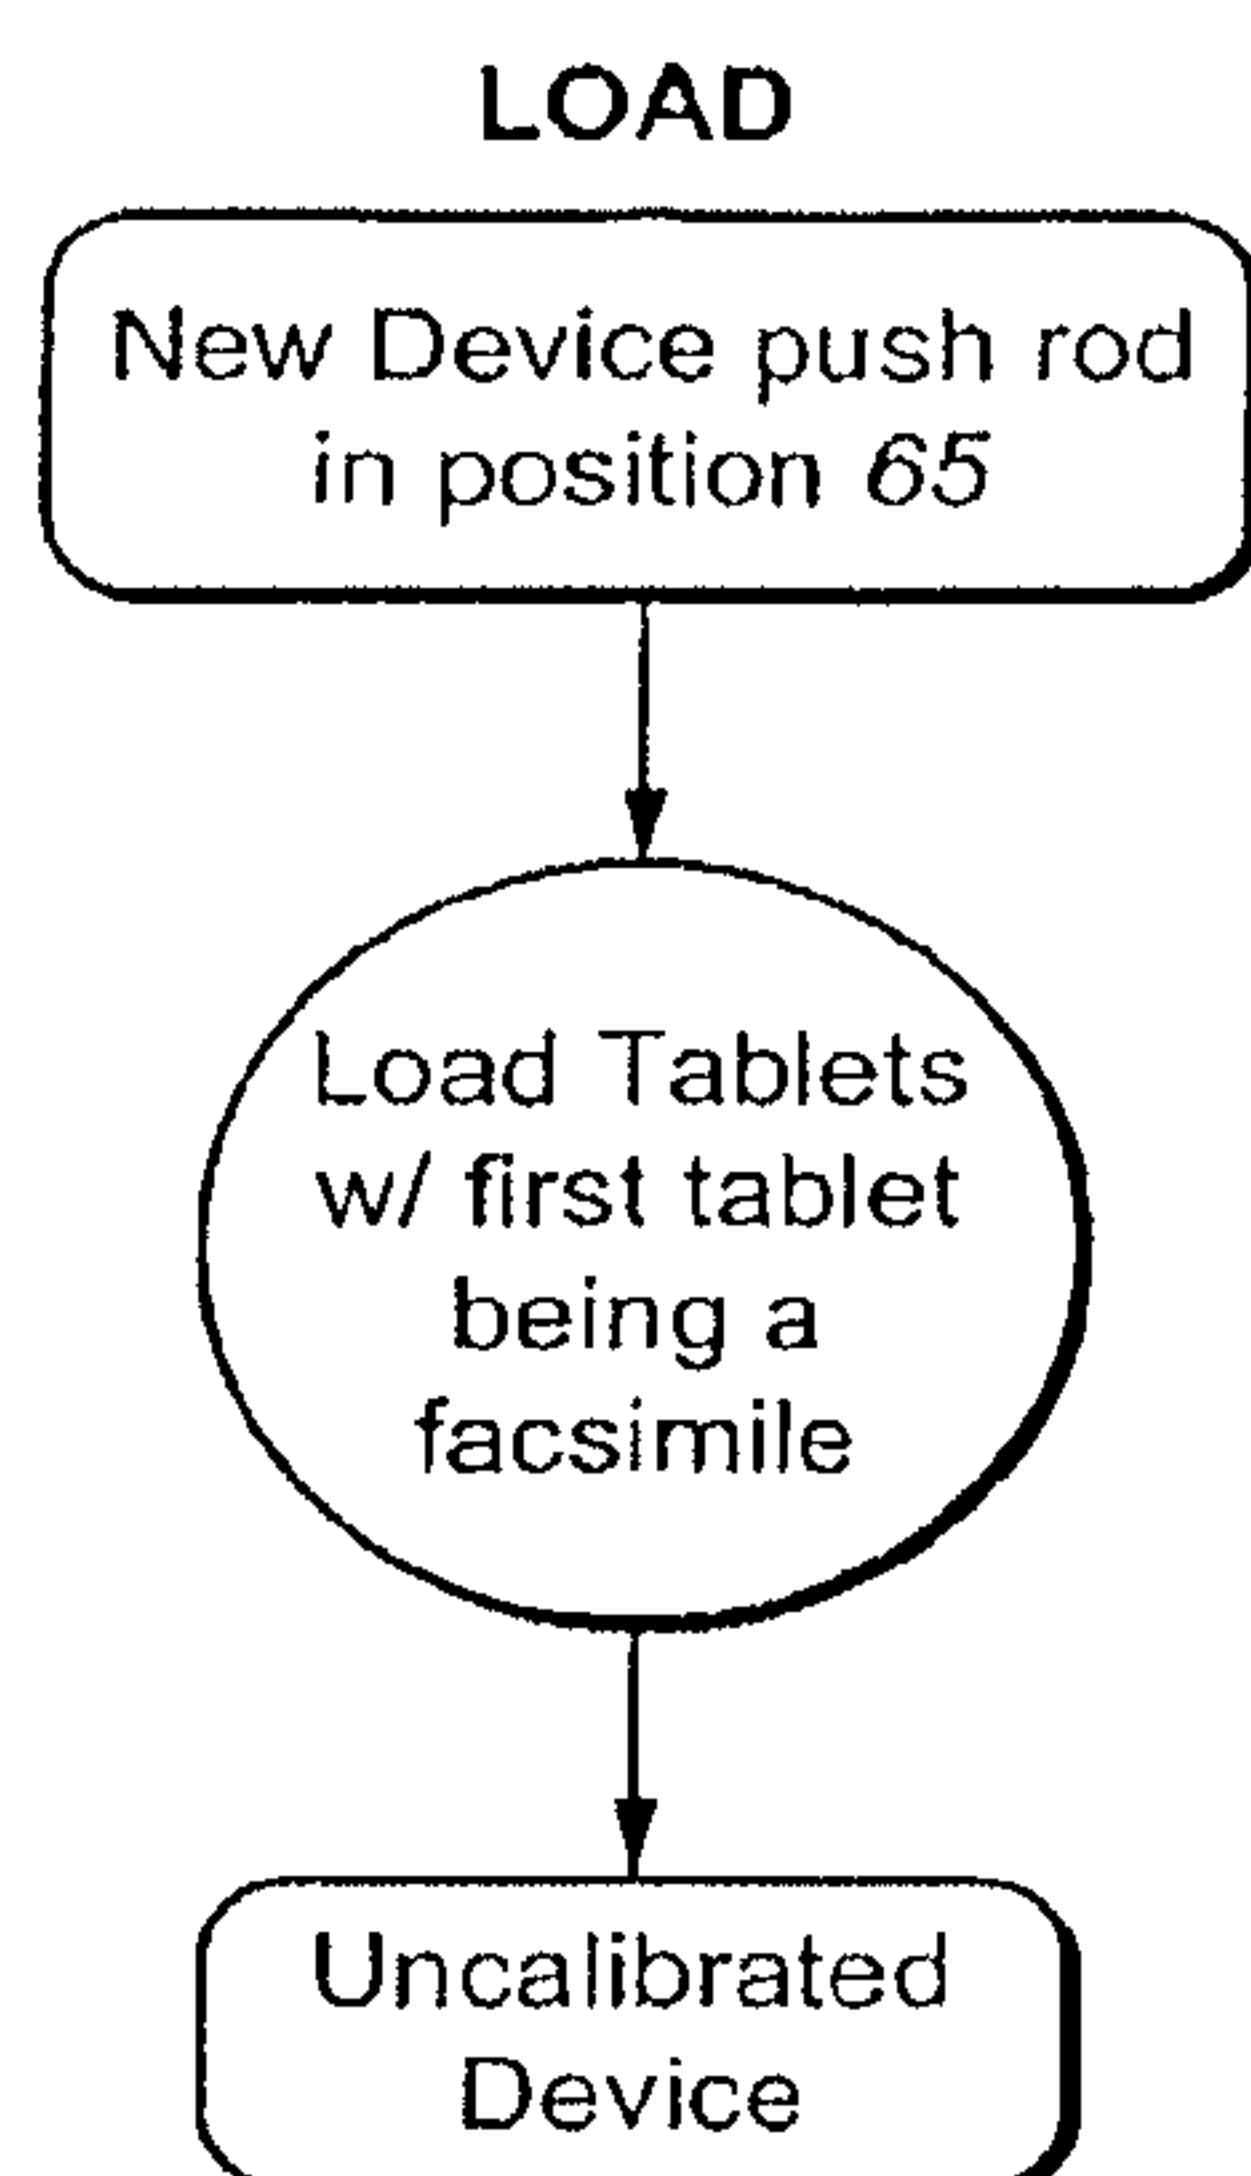 LOAD
New Device push rod
in position 65
Load Tablets
w/ first tablet
being a
facsimile
Uncalibrated
Device